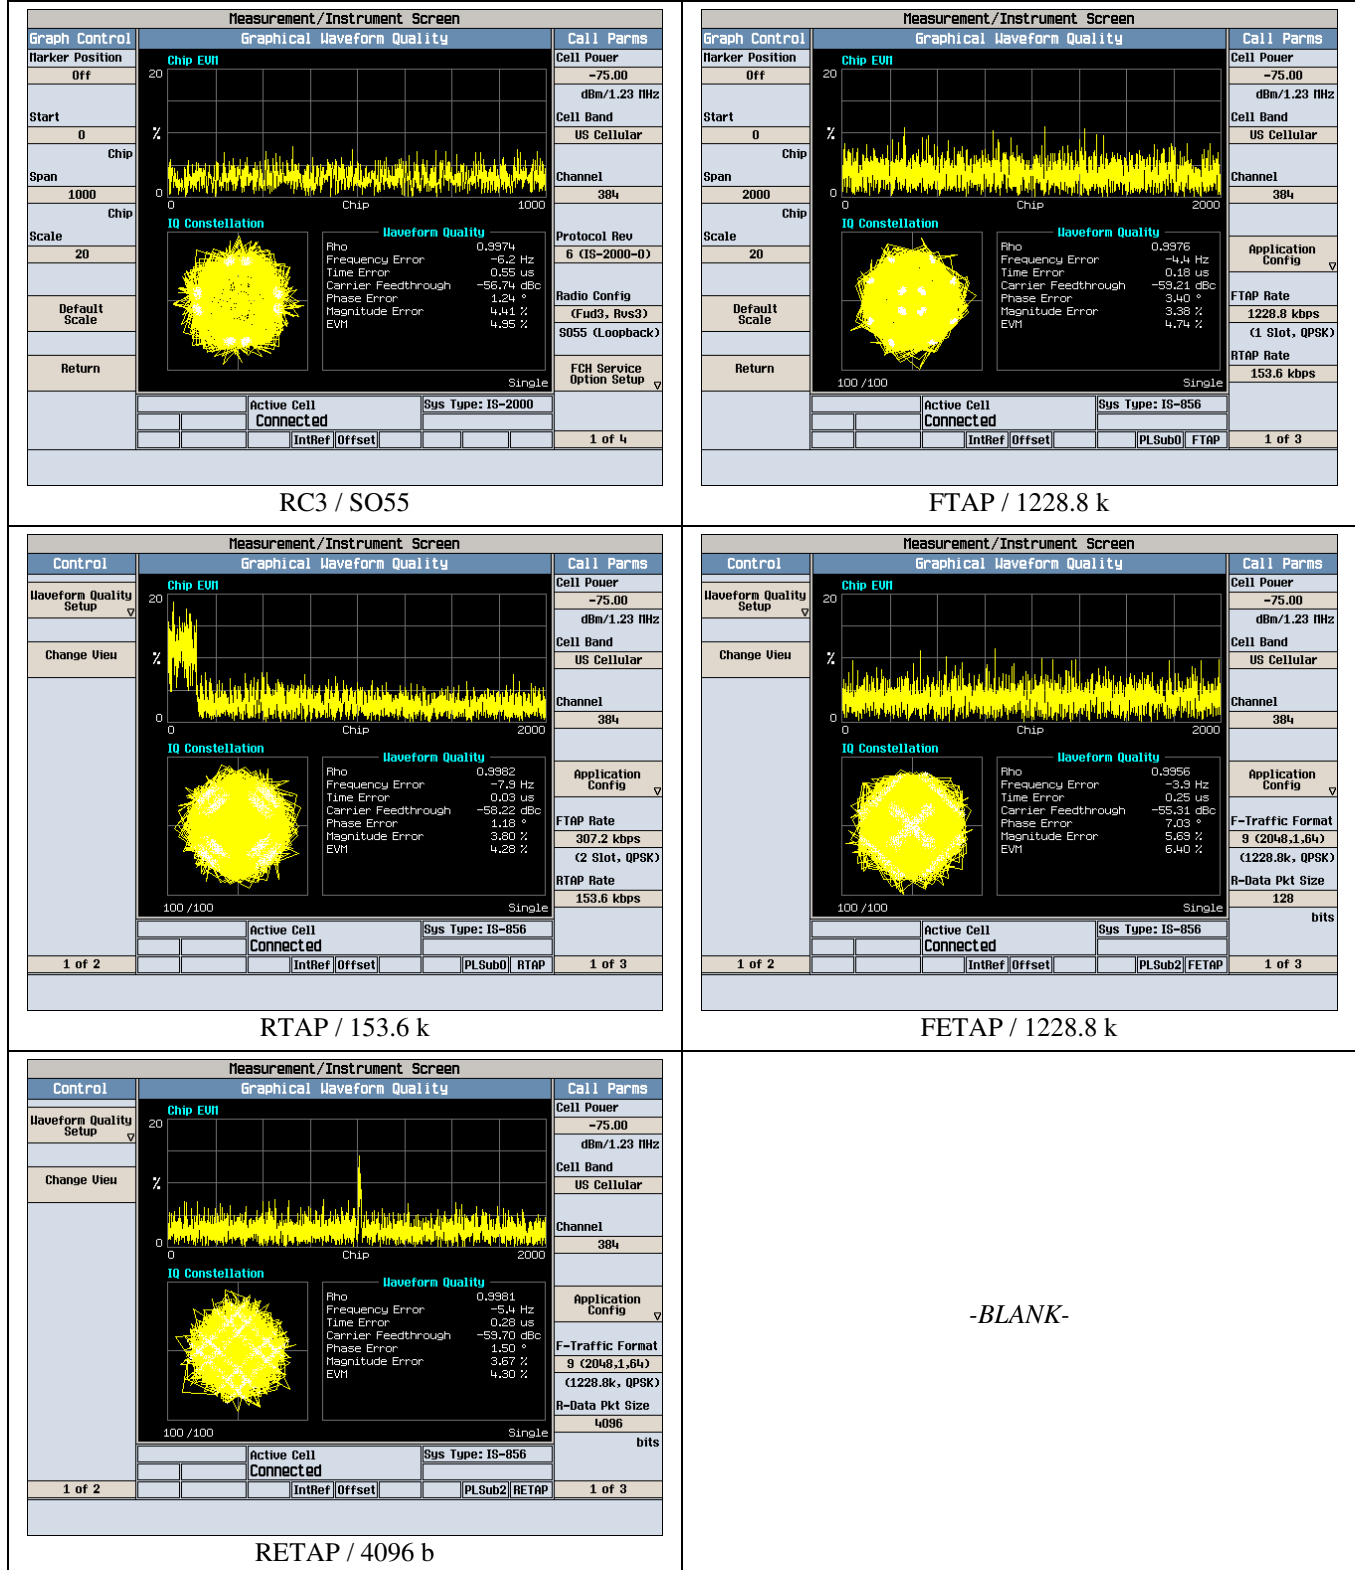 Measurement/Instrument Screen
Graph Control
Graphical Waveform Quality
Call Parms
Marker Position
Off
Start
0
Chip
Span
1000
Chip
Scale
20
Default
Scale
Return
Chip EVM
20
%
0
0
Chip
1000
IQ Constellation
Waveform Quality
Rho 0.9974
Frequency Error -6.2 Hz
Time Error 0.55 us
Carrier Feedthrough -56.74 dBc
Phase Error 1.24 °
Magnitude Error 4.41 %
EVM 4.95 %
Single
Cell Power
-75.00
dBm/1.23 MHz
Cell Band
US Cellular
Channel
384
Protocol Rev
6 (IS-2000-0)
Radio Config
(Fwd3, Rvs3)
SO55 (Loopback)
FCH Service
Option Setup
Active Cell
Sys Type: IS-2000
Connected
IntRef Offset
1 of 4
RC3 / SO55
Measurement/Instrument Screen
Graph Control
Graphical Waveform Quality
Call Parms
Marker Position
Off
Start
0
Chip
Span
2000
Chip
Scale
20
Default
Scale
Return
Chip EVM
20
%
0
0
Chip
2000
IQ Constellation
Waveform Quality
Rho 0.9976
Frequency Error -4.4 Hz
Time Error 0.18 us
Carrier Feedthrough -59.21 dBc
Phase Error 3.40 °
Magnitude Error 3.38 %
EVM 4.74 %
100 /100
Single
Cell Power
-75.00
dBm/1.23 MHz
Cell Band
US Cellular
Channel
384
Application
Config
FTAP Rate
1228.8 kbps
(1 Slot, QPSK)
RTAP Rate
153.6 kbps
Active Cell
Sys Type: IS-856
Connected
IntRef Offset PLSub0 FTAP
1 of 3
FTAP / 1228.8 k
Measurement/Instrument Screen
Control
Graphical Waveform Quality
Call Parms
Waveform Quality
Setup
Change View
Chip EVM
20
%
0
0
Chip
2000
IQ Constellation
Waveform Quality
Rho 0.9982
Frequency Error -7.9 Hz
Time Error 0.03 us
Carrier Feedthrough -58.22 dBc
Phase Error 1.18 °
Magnitude Error 3.80 %
EVM 4.28 %
100 /100
Single
Cell Power
-75.00
dBm/1.23 MHz
Cell Band
US Cellular
Channel
384
Application
Config
FTAP Rate
307.2 kbps
(2 Slot, QPSK)
RTAP Rate
153.6 kbps
Active Cell
Sys Type: IS-856
Connected
1 of 2
IntRef Offset PLSub0 RTAP
1 of 3
RTAP / 153.6 k
Measurement/Instrument Screen
Control
Graphical Waveform Quality
Call Parms
Waveform Quality
Setup
Change View
Chip EVM
20
%
0
0
Chip
2000
IQ Constellation
Waveform Quality
Rho 0.9956
Frequency Error -3.9 Hz
Time Error 0.25 us
Carrier Feedthrough -55.31 dBc
Phase Error 7.03 °
Magnitude Error 5.69 %
EVM 6.40 %
100 /100
Single
Cell Power
-75.00
dBm/1.23 MHz
Cell Band
US Cellular
Channel
384
Application
Config
F-Traffic Format
9 (2048,1,64)
(1228.8k, QPSK)
R-Data Pkt Size
128
bits
Active Cell
Sys Type: IS-856
Connected
1 of 2
IntRef Offset PLSub2 FETAP
1 of 3
FETAP / 1228.8 k
Measurement/Instrument Screen
Control
Graphical Waveform Quality
Call Parms
Waveform Quality
Setup
Change View
Chip EVM
20
%
0
0
Chip
2000
IQ Constellation
Waveform Quality
Rho 0.9981
Frequency Error -5.4 Hz
Time Error 0.28 us
Carrier Feedthrough -59.70 dBc
Phase Error 1.50 °
Magnitude Error 3.67 %
EVM 4.30 %
100 /100
Single
Cell Power
-75.00
dBm/1.23 MHz
Cell Band
US Cellular
Channel
384
Application
Config
F-Traffic Format
9 (2048,1,64)
(1228.8k, QPSK)
R-Data Pkt Size
4096
bits
Active Cell
Sys Type: IS-856
Connected
1 of 2
IntRef Offset PLSub2 RETAP
1 of 3
RETAP / 4096 b
-BLANK-